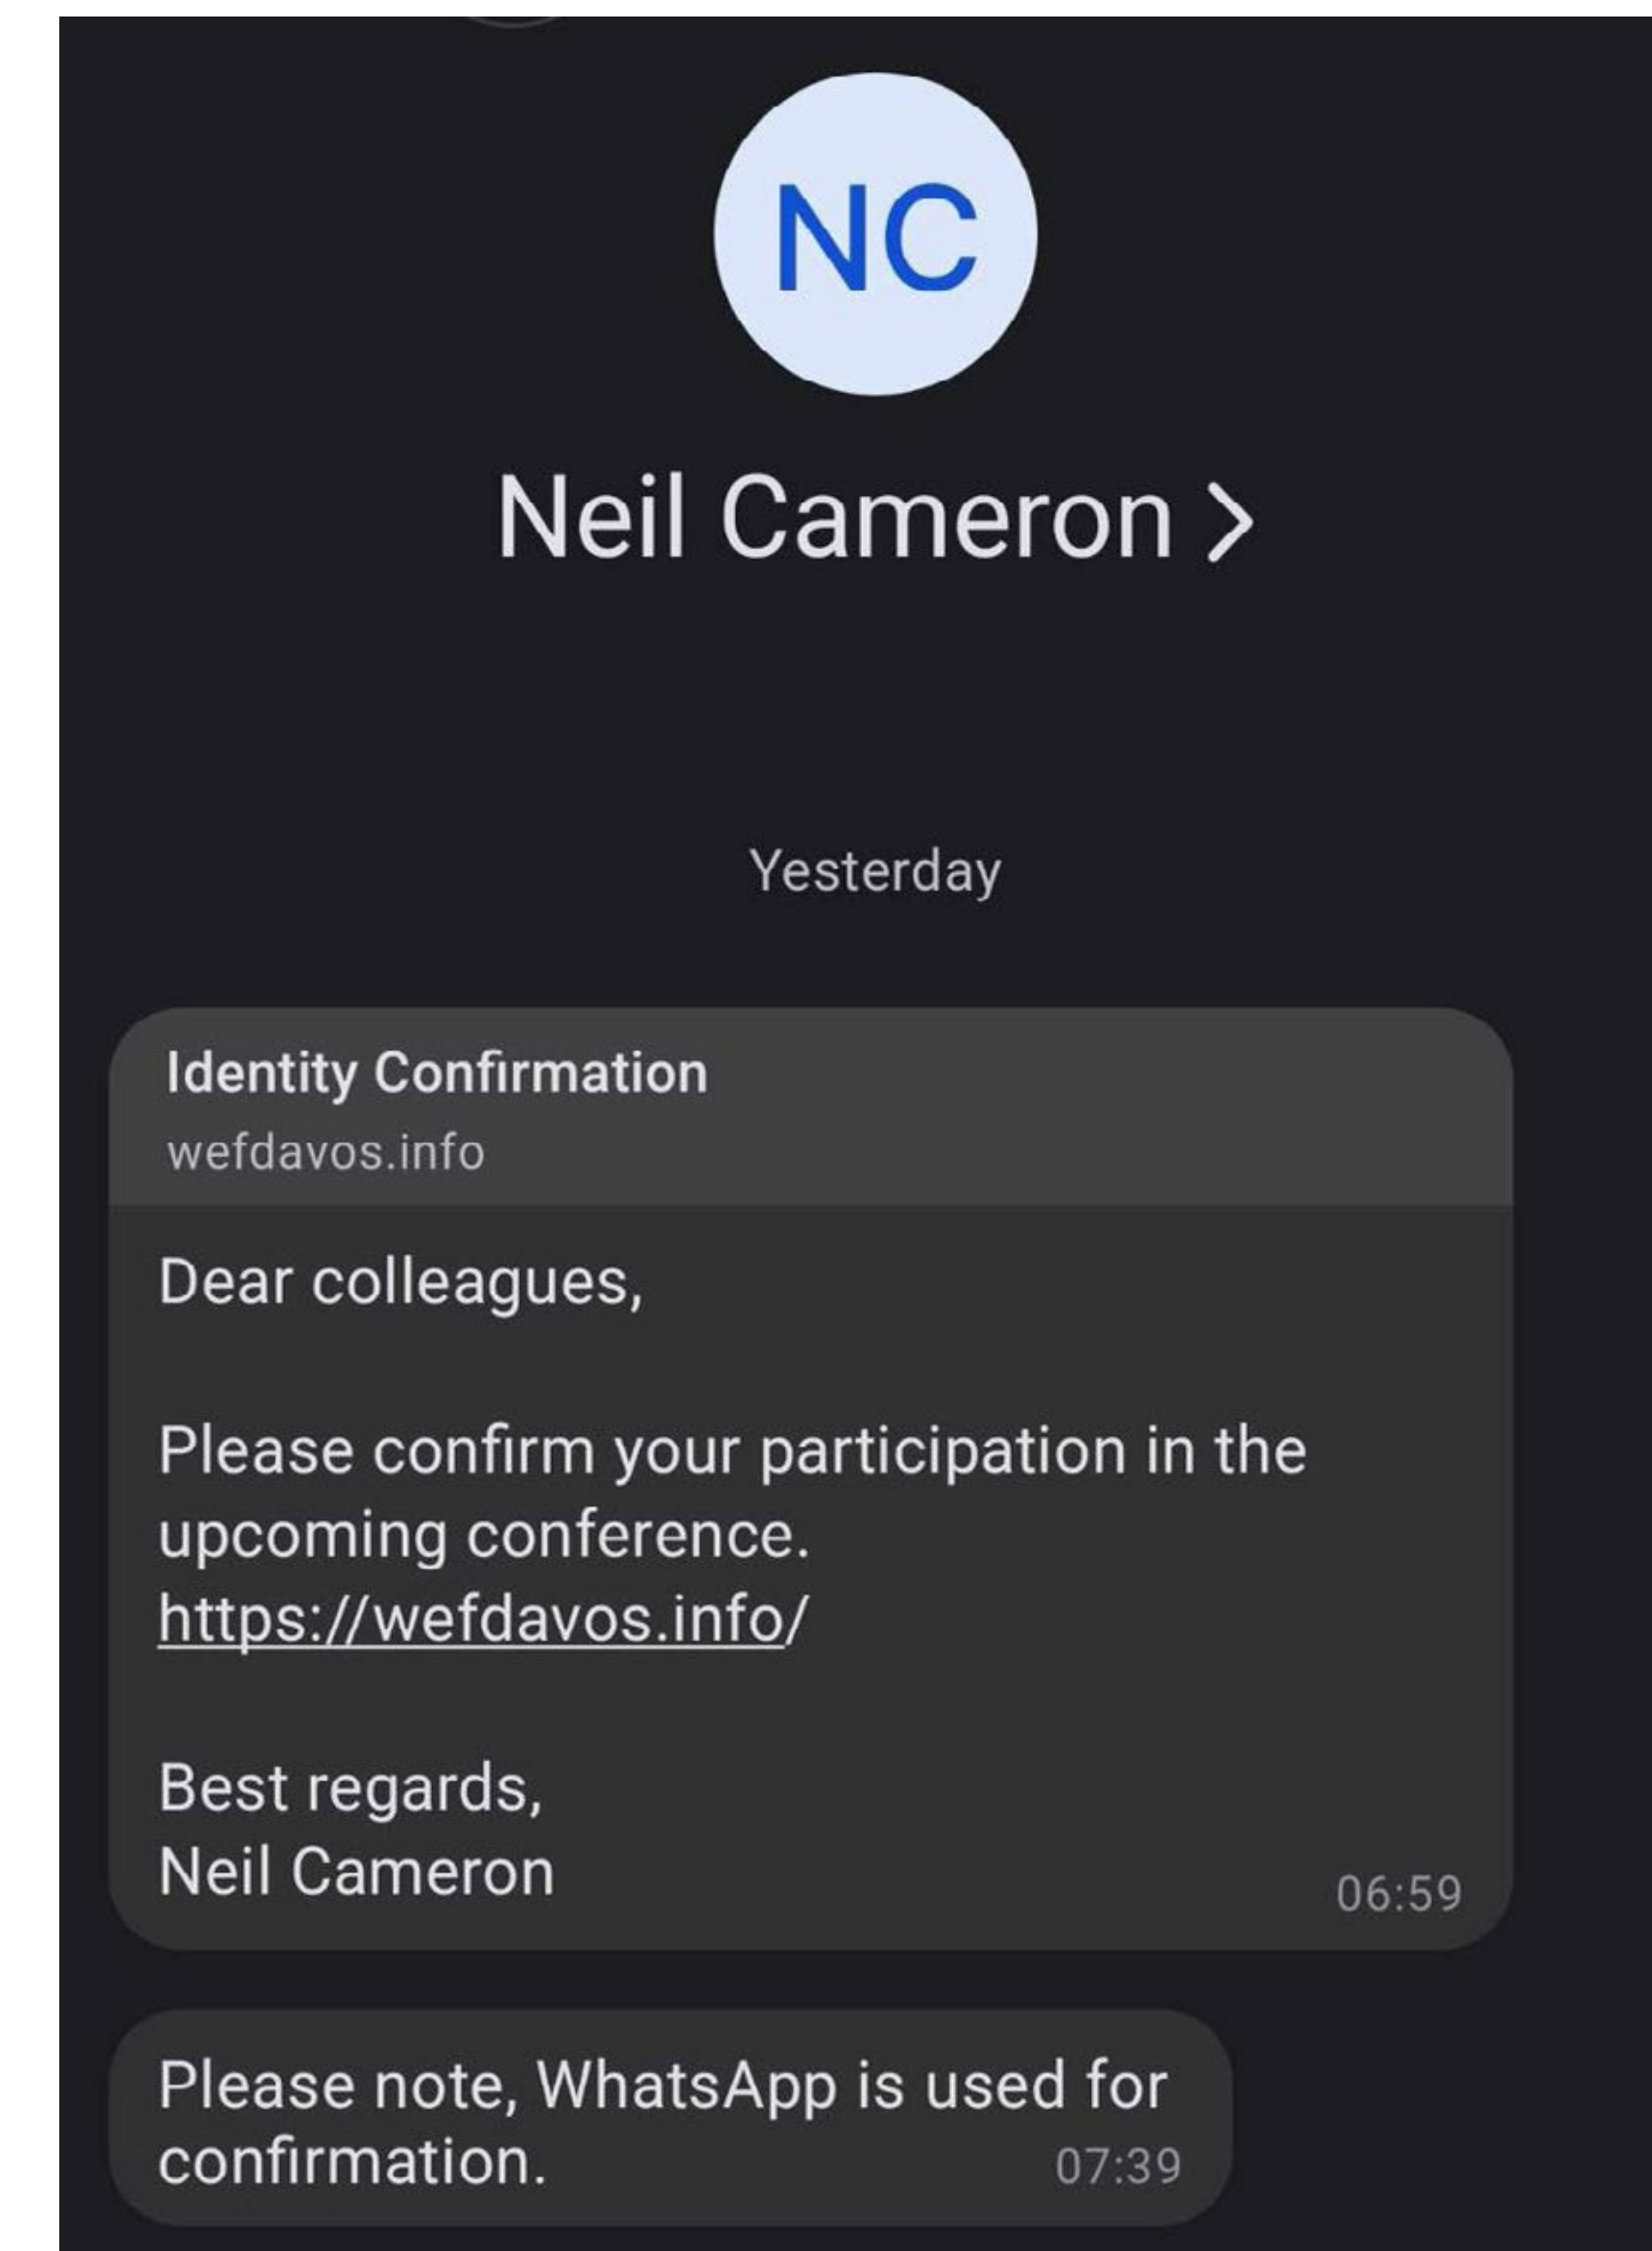 NC
Neil Cameron
Yesterday
Identity Confirmation
wefdavos.info
Dear colleagues,
Please confirm your participation in the
upcoming conference.
https://wefdavos.info/
Best regards,
Neil Cameron
06:59
Please note, WhatsApp is used for
confirmation.
07:39